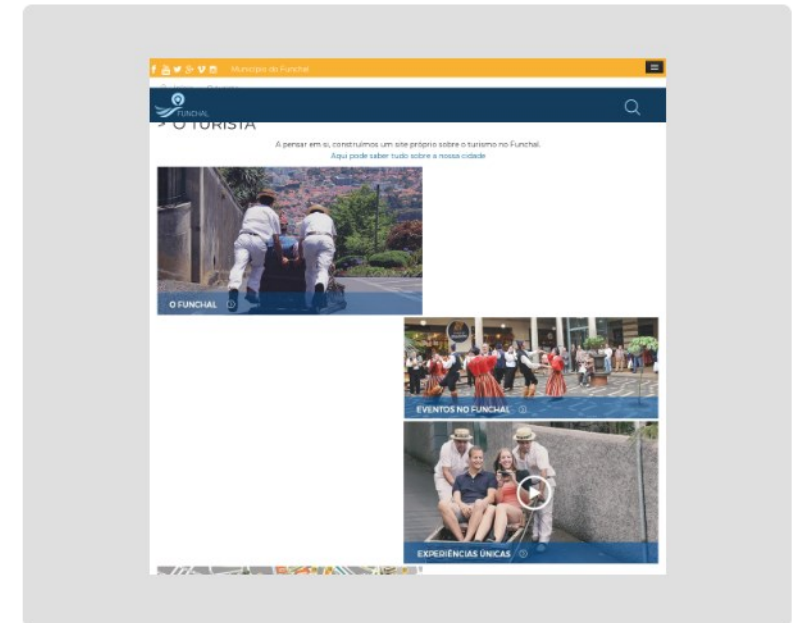 Município do Funchal
FUNCHAL
> O TURISTA
A pensar em si, construímos um site próprio sobre o turismo no Funchal.
Aqui pode saber tudo sobre a nossa cidade
O FUNCHAL
EVENTOS NO FUNCHAL
EXPERIÊNCIAS ÚNICAS